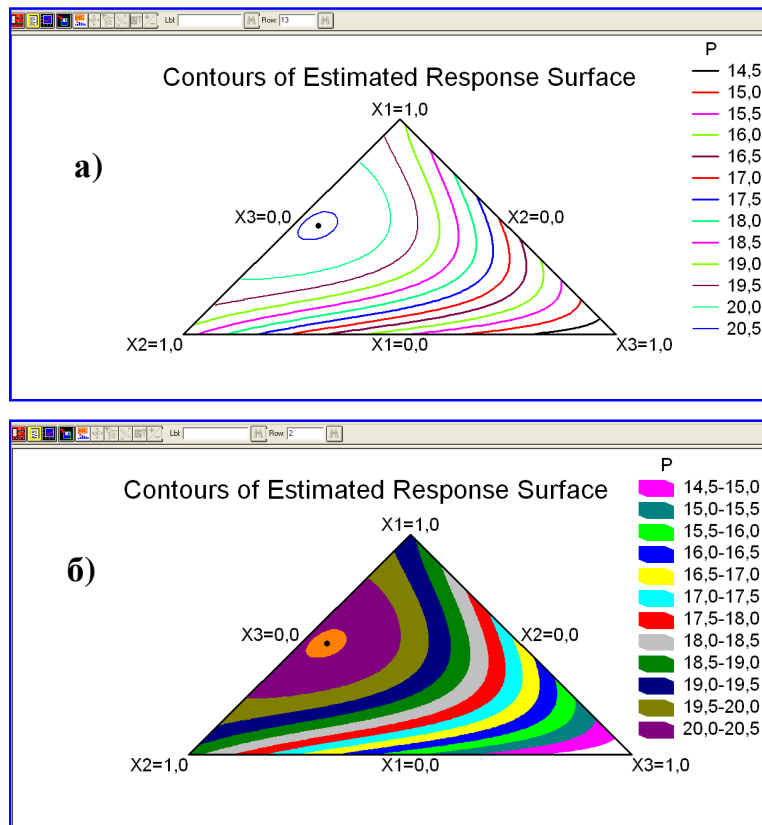 Lbl: Row: 13
P
Contours of Estimated Response Surface
X1=1,0
а)
X3=0,0
X2=0,0
X2=1,0
X1=0,0
X3=1,0
14,5
15,0
15,5
16,0
16,5
17,0
17,5
18,0
18,5
19,0
19,5
20,0
20,5
Lbl: Row: 2
P
Contours of Estimated Response Surface
X1=1,0
б)
X3=0,0
X2=0,0
X2=1,0
X1=0,0
X3=1,0
14,5-15,0
15,0-15,5
15,5-16,0
16,0-16,5
16,5-17,0
17,0-17,5
17,5-18,0
18,0-18,5
18,5-19,0
19,0-19,5
19,5-20,0
20,0-20,5